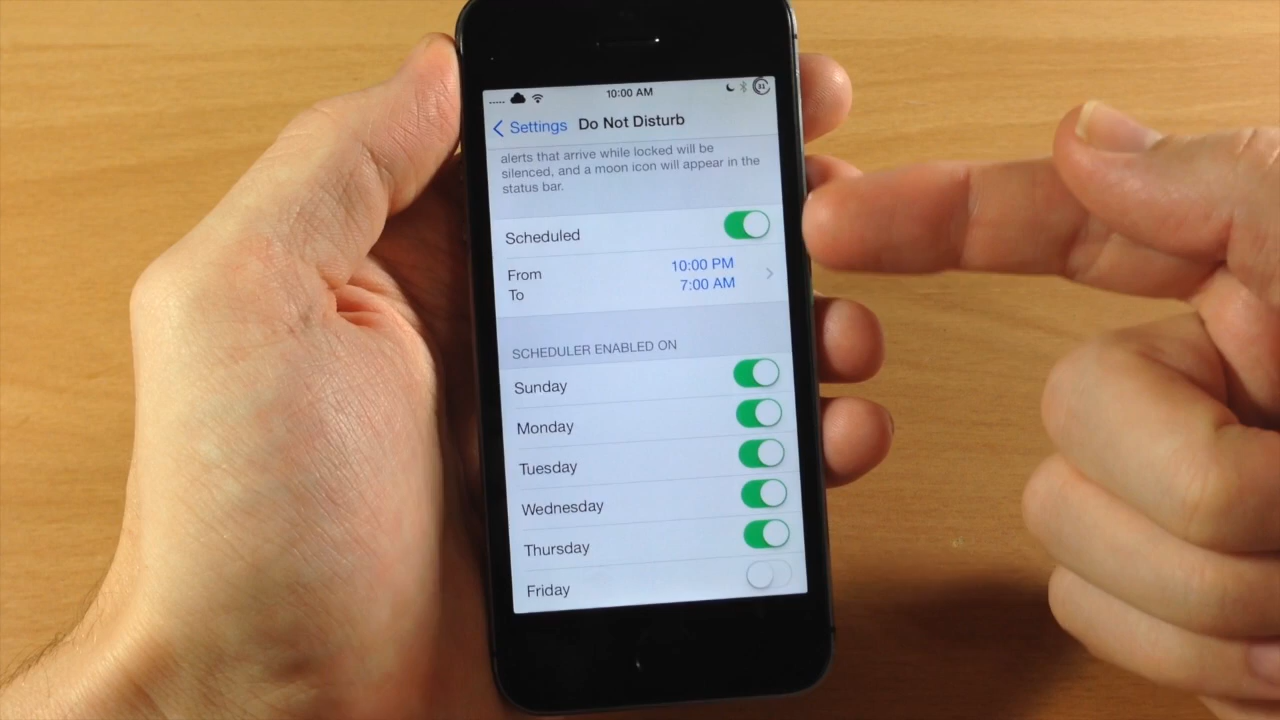 10:00 AM
31
Settings Do Not Disturb
alerts that arrive while locked will be
silenced, and a moon icon will appear in the
status bar.
Scheduled
From 10:00 PM
To 7:00 AM
SCHEDULER ENABLED ON
Sunday
Monday
Tuesday
Wednesday
Thursday
Friday